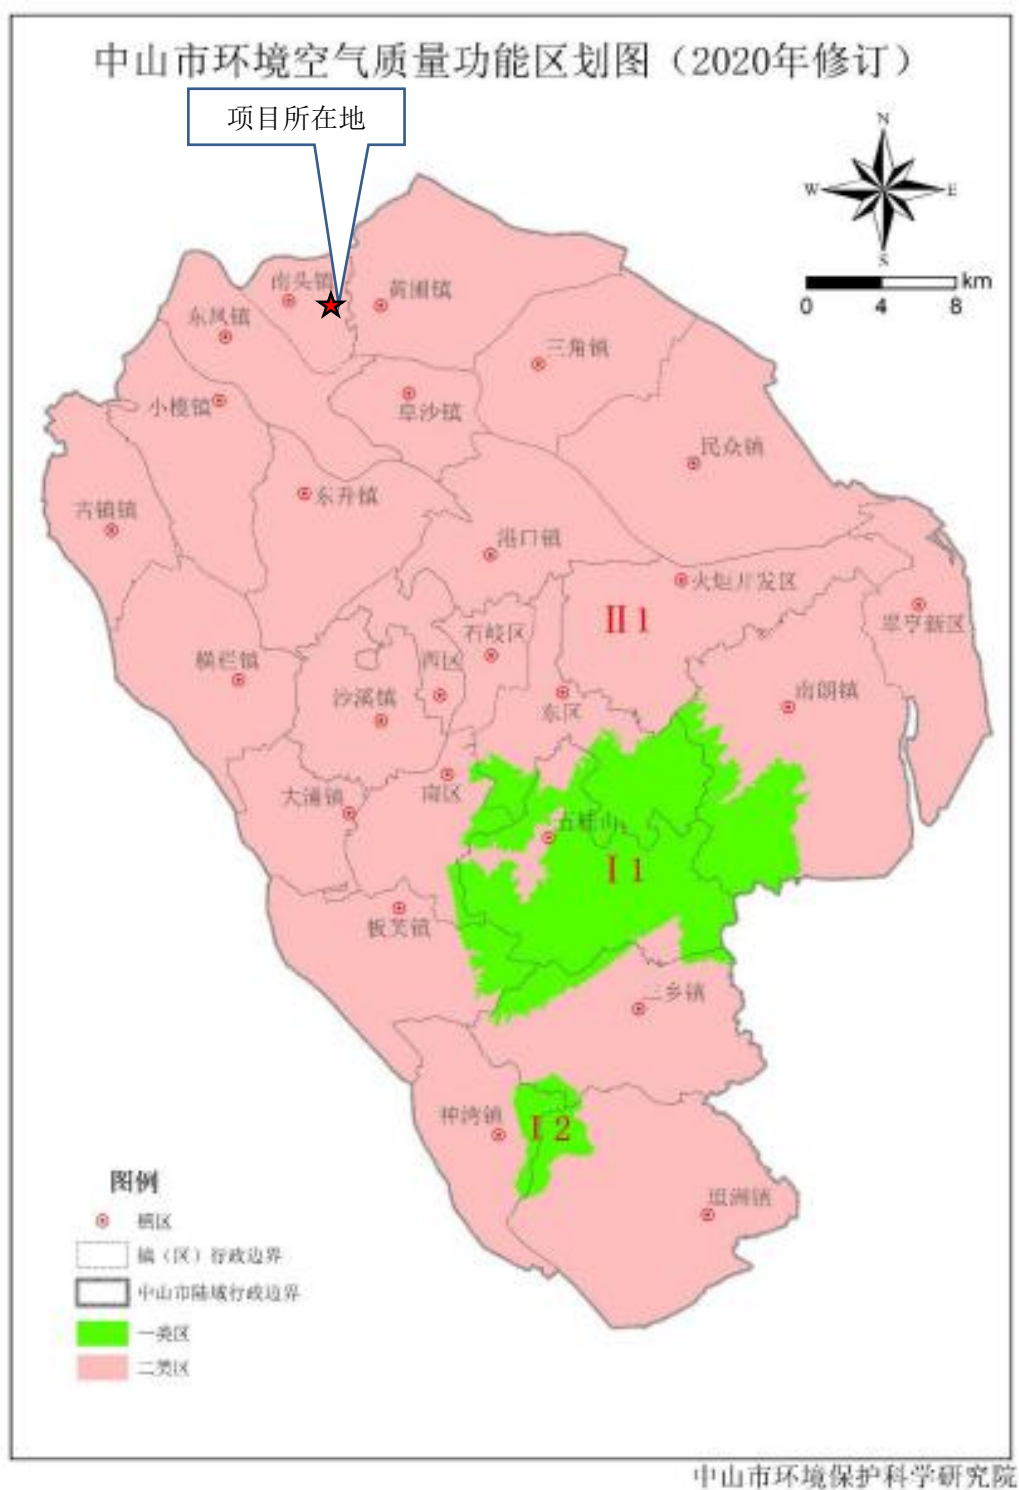 中山市环境空气质量功能区划图（2020年修订）
项目所在地
N
W
E
S
km
0 4 8
南头镇
黄圃镇
东凤镇
三角镇
小榄镇
阜沙镇
民众镇
古镇镇
东升镇
港口镇
火炬开发区
II 1
翠亨新区
石岐区
西区
横栏镇
沙溪镇
东区
南朗镇
南区
大涌镇
五桂山
I 1
板芙镇
三乡镇
神湾镇
I 2
坦洲镇
图例
镇区
镇（区）行政边界
中山市陆域行政边界
一类区
二类区
中山市环境保护科学研究院